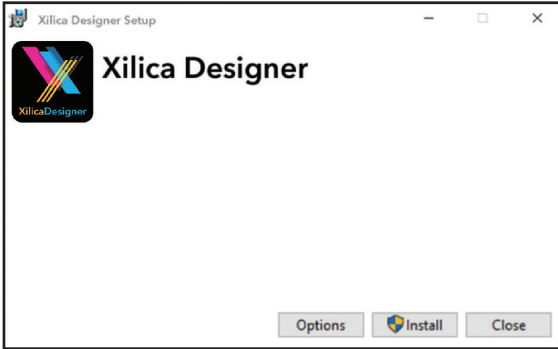 Xilica Designer Setup
Xilica Designer
XilicaDesigner
Options
Install
Close